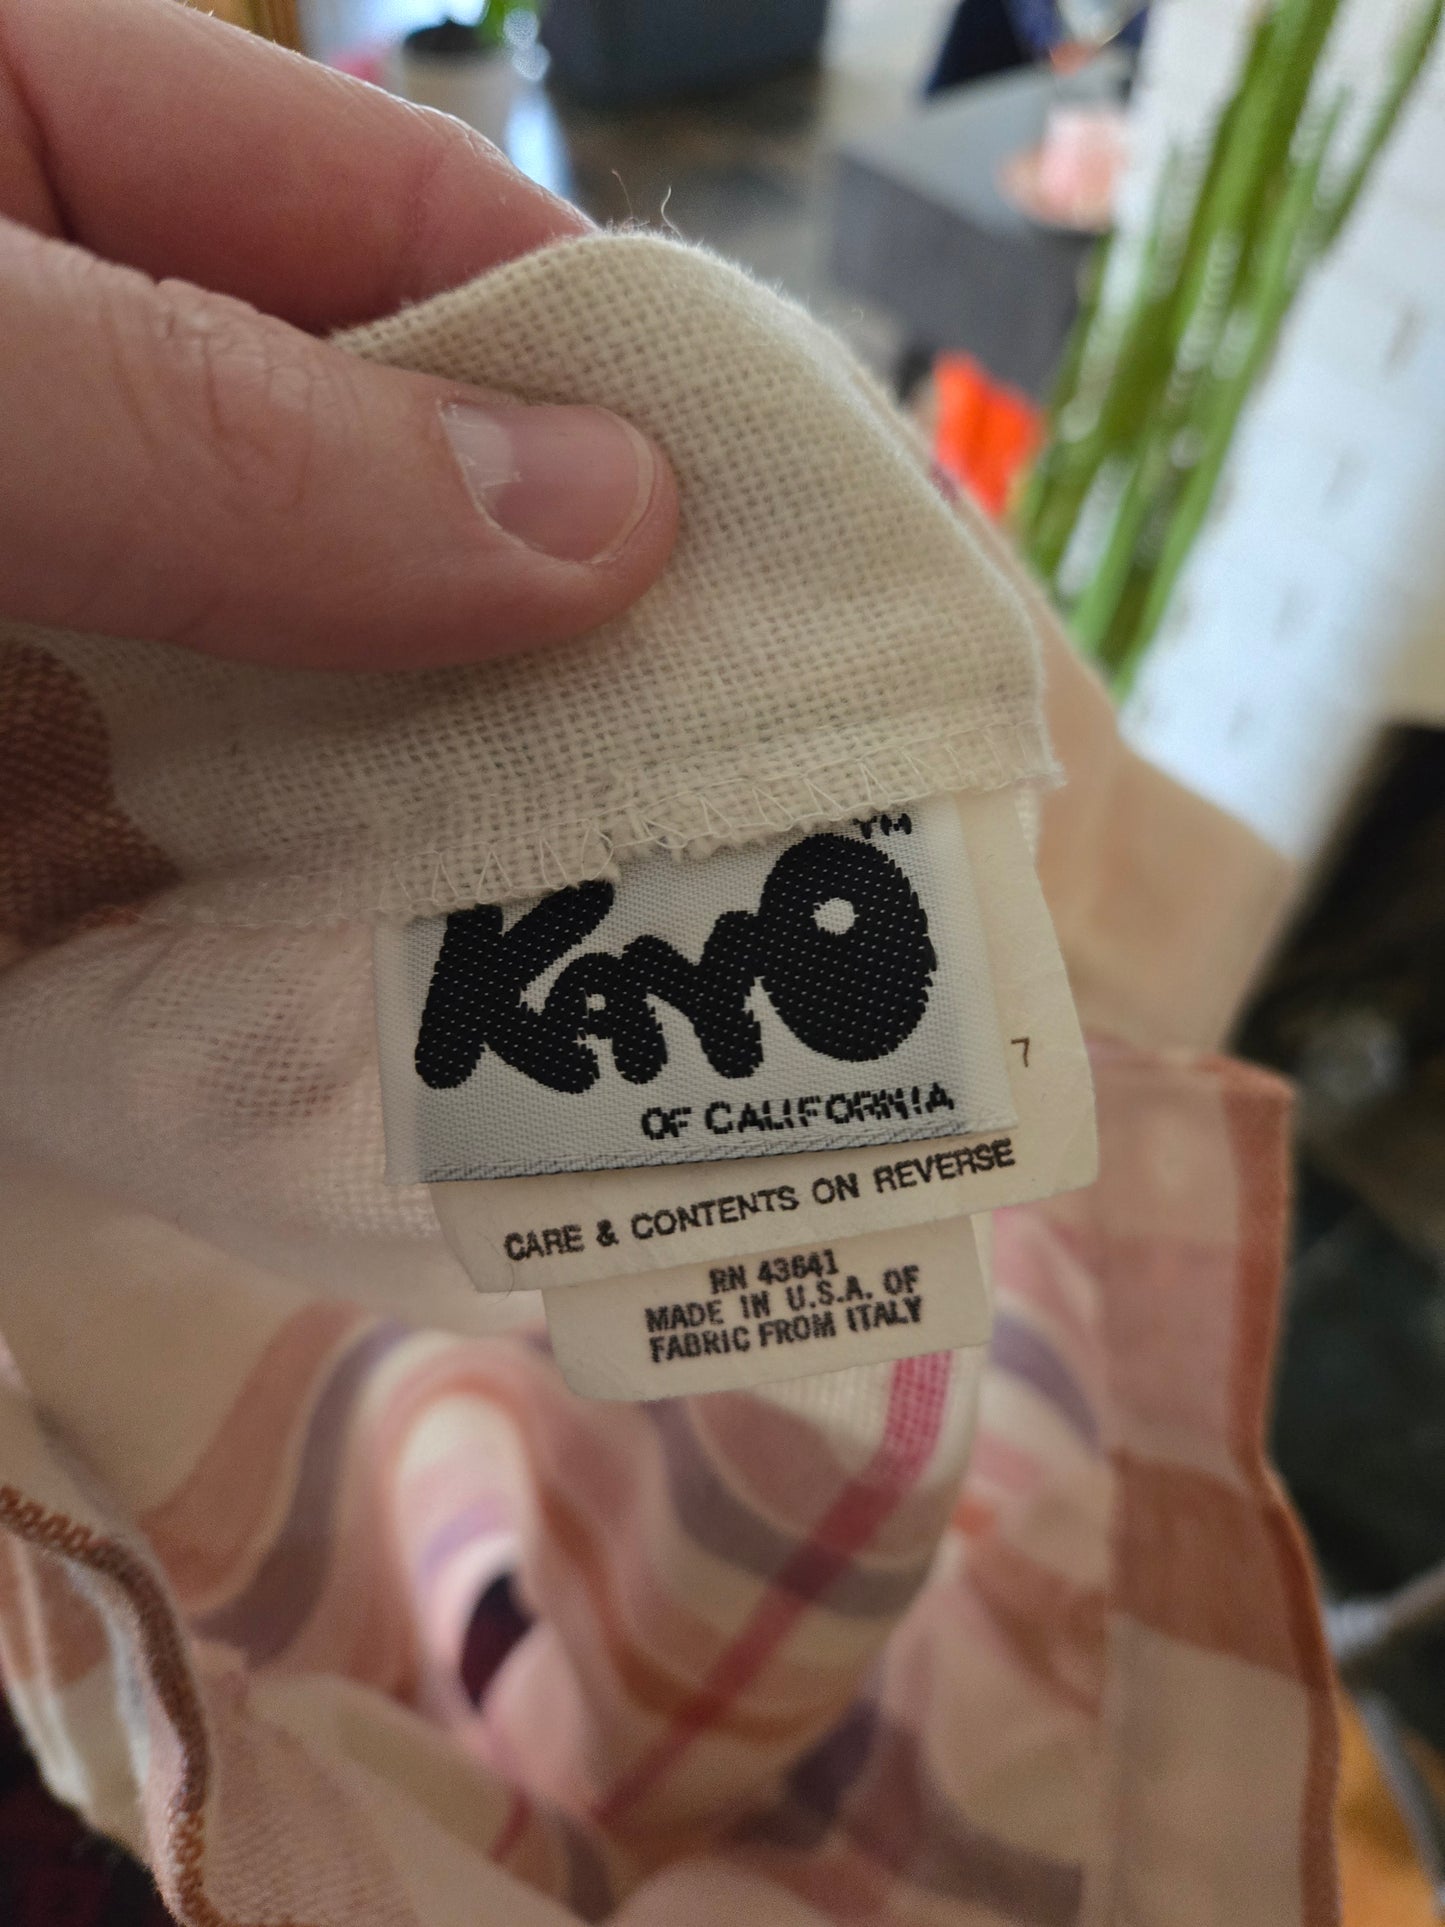 KAYO TM
OF CALIFORNIA
7
CARE & CONTENTS ON REVERSE
RN 43641
MADE IN U.S.A. OF
FABRIC FROM ITALY